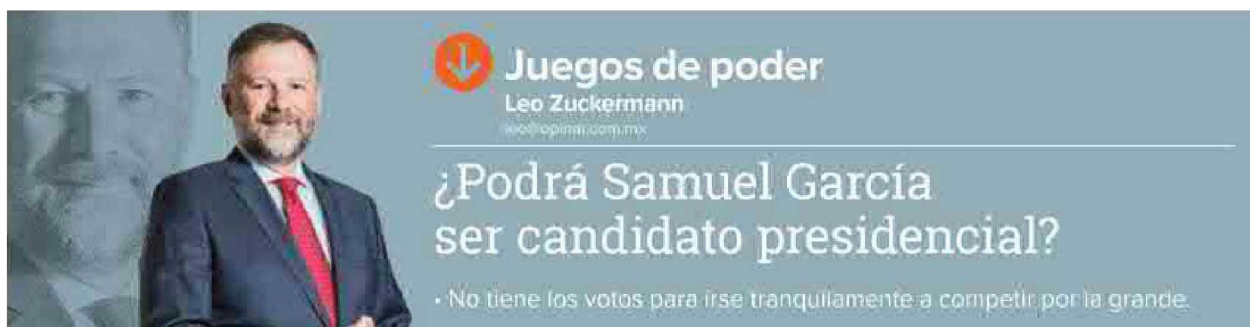 Juegos de poder
Leo Zuckermann
leo@opinar.com.mx
¿Podrá Samuel García
ser candidato presidencial?
• No tiene los votos para irse tranquilamente a competir por la grande.